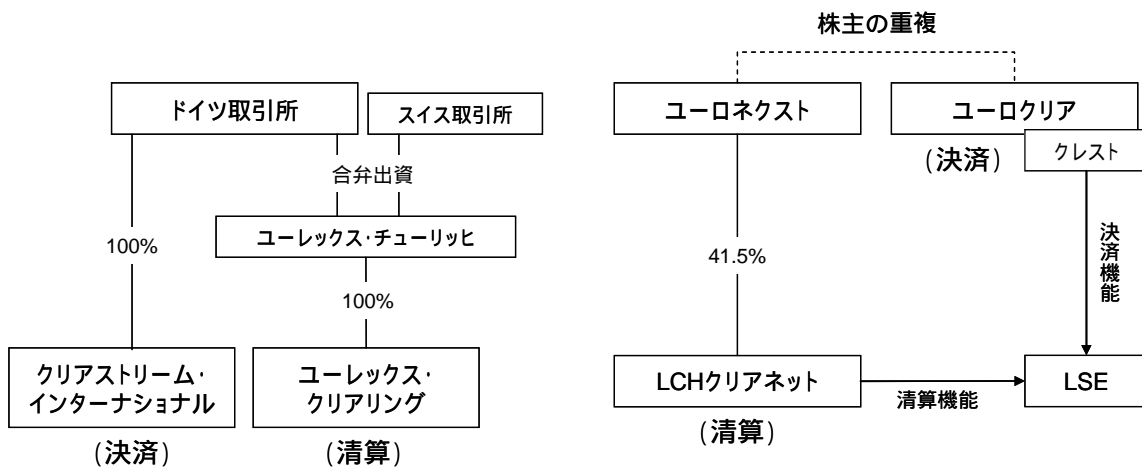 株主の重複
ドイツ取引所
スイス取引所
合弁出資
ユーレックス・チューリッヒ
100%
100%
クリアストリーム・
インターナショナル
(決済)
ユーレックス・
クリアリング
(清算)
ユーロネクスト
ユーロクリア
(決済)
クレスト
41.5%
決済機能
LCHクリアネット
(清算)
清算機能
LSE